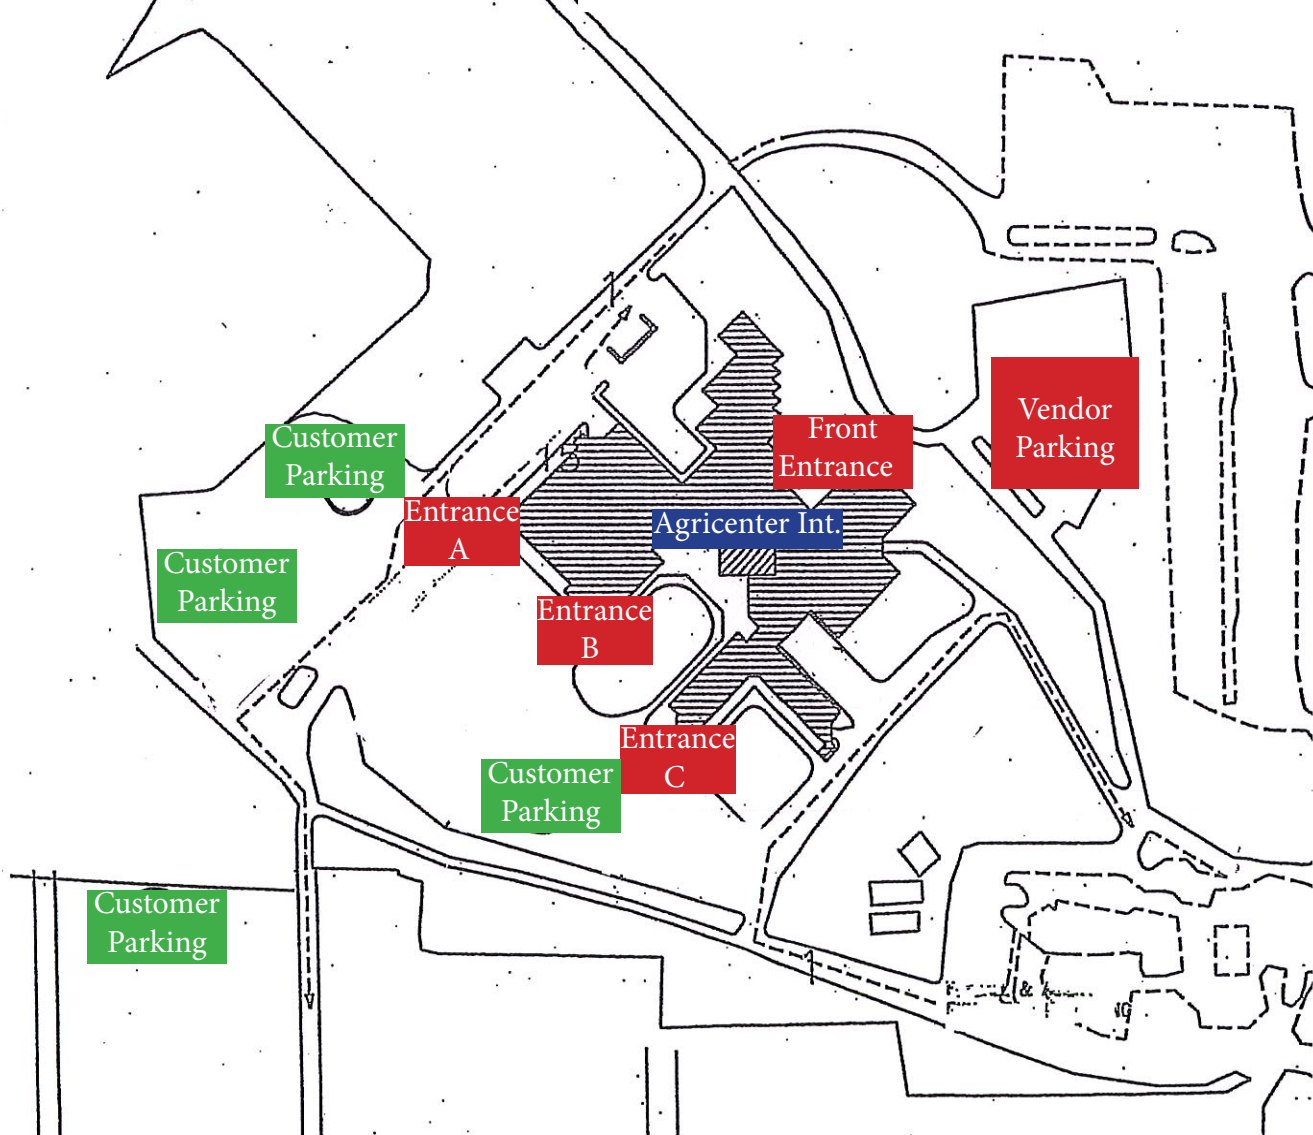 Vendor
Parking
Front
Entrance
Customer
Parking
Entrance
A
Agricenter Int.
Customer
Parking
Entrance
B
Entrance
C
Customer
Parking
Customer
Parking